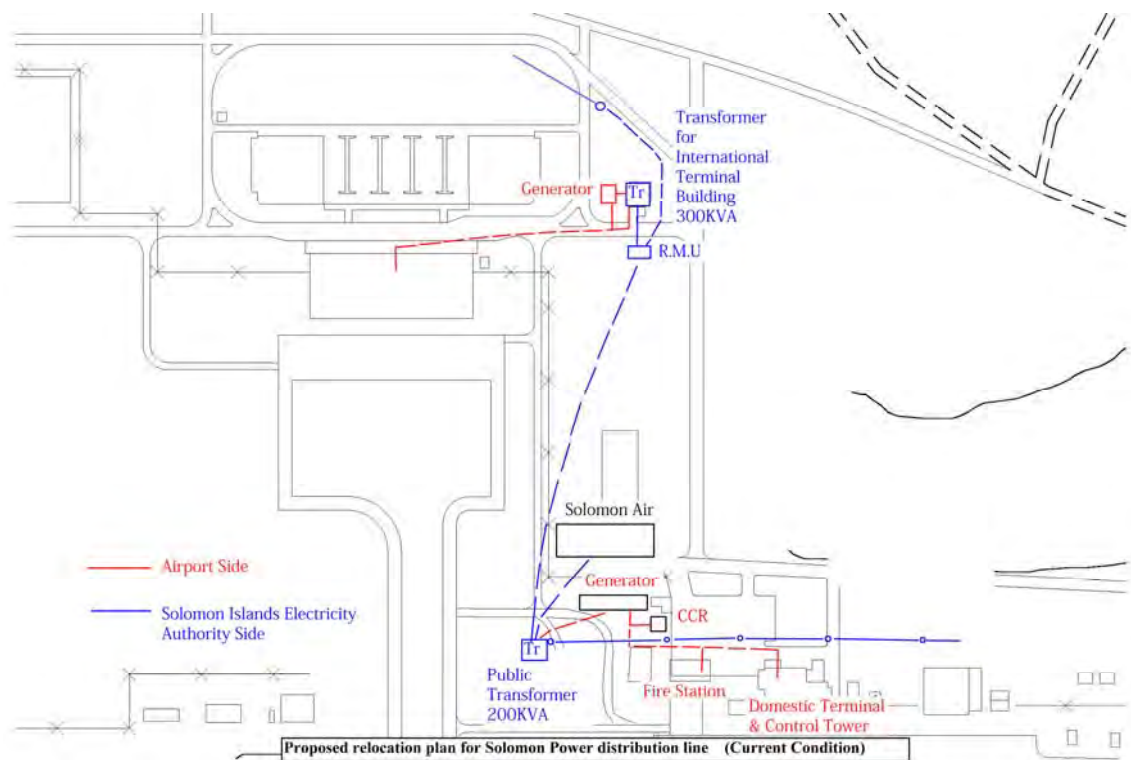 Transformer
for
International
Terminal
Building
300KVA
Generator
Tr
R.M.U
Solomon Air
Airport Side
Generator
Solomon Islands Electricity
Authority Side
CCR
Tr
Public
Transformer
200KVA
Fire Station
Domestic Terminal
& Control Tower
Proposed relocation plan for Solomon Power distribution line (Current Condition)